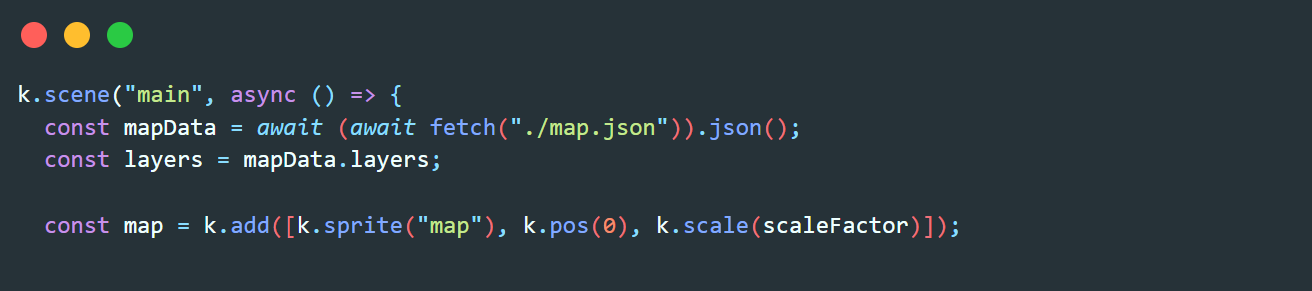 k.scene("main", async () => {
  const mapData = await (await fetch("./map.json")).json();
  const layers = mapData.layers;
  const map = k.add([k.sprite("map"), k.pos(0), k.scale(scaleFactor)]);